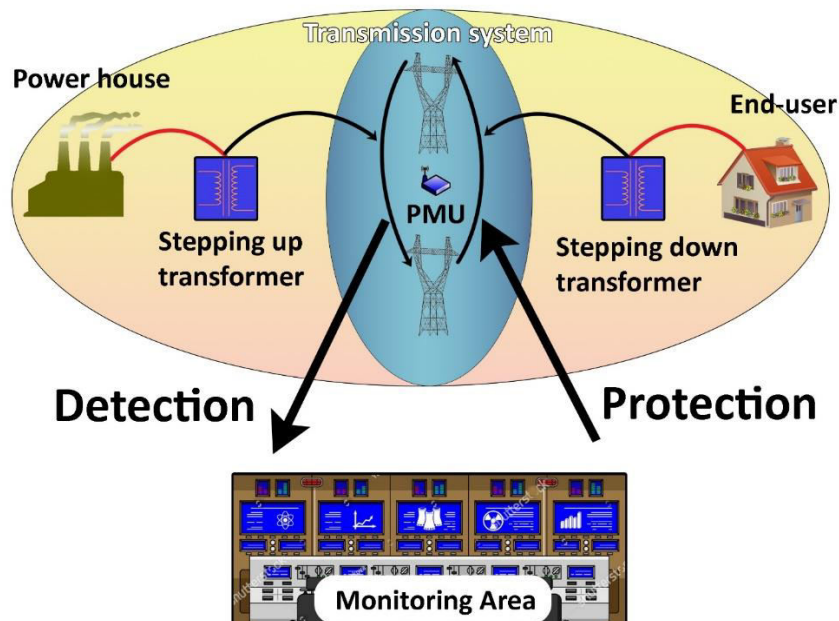 Transmission system
Power house
End-user
PMU
Stepping up
transformer
Stepping down
transformer
Detection
Protection
Monitoring Area